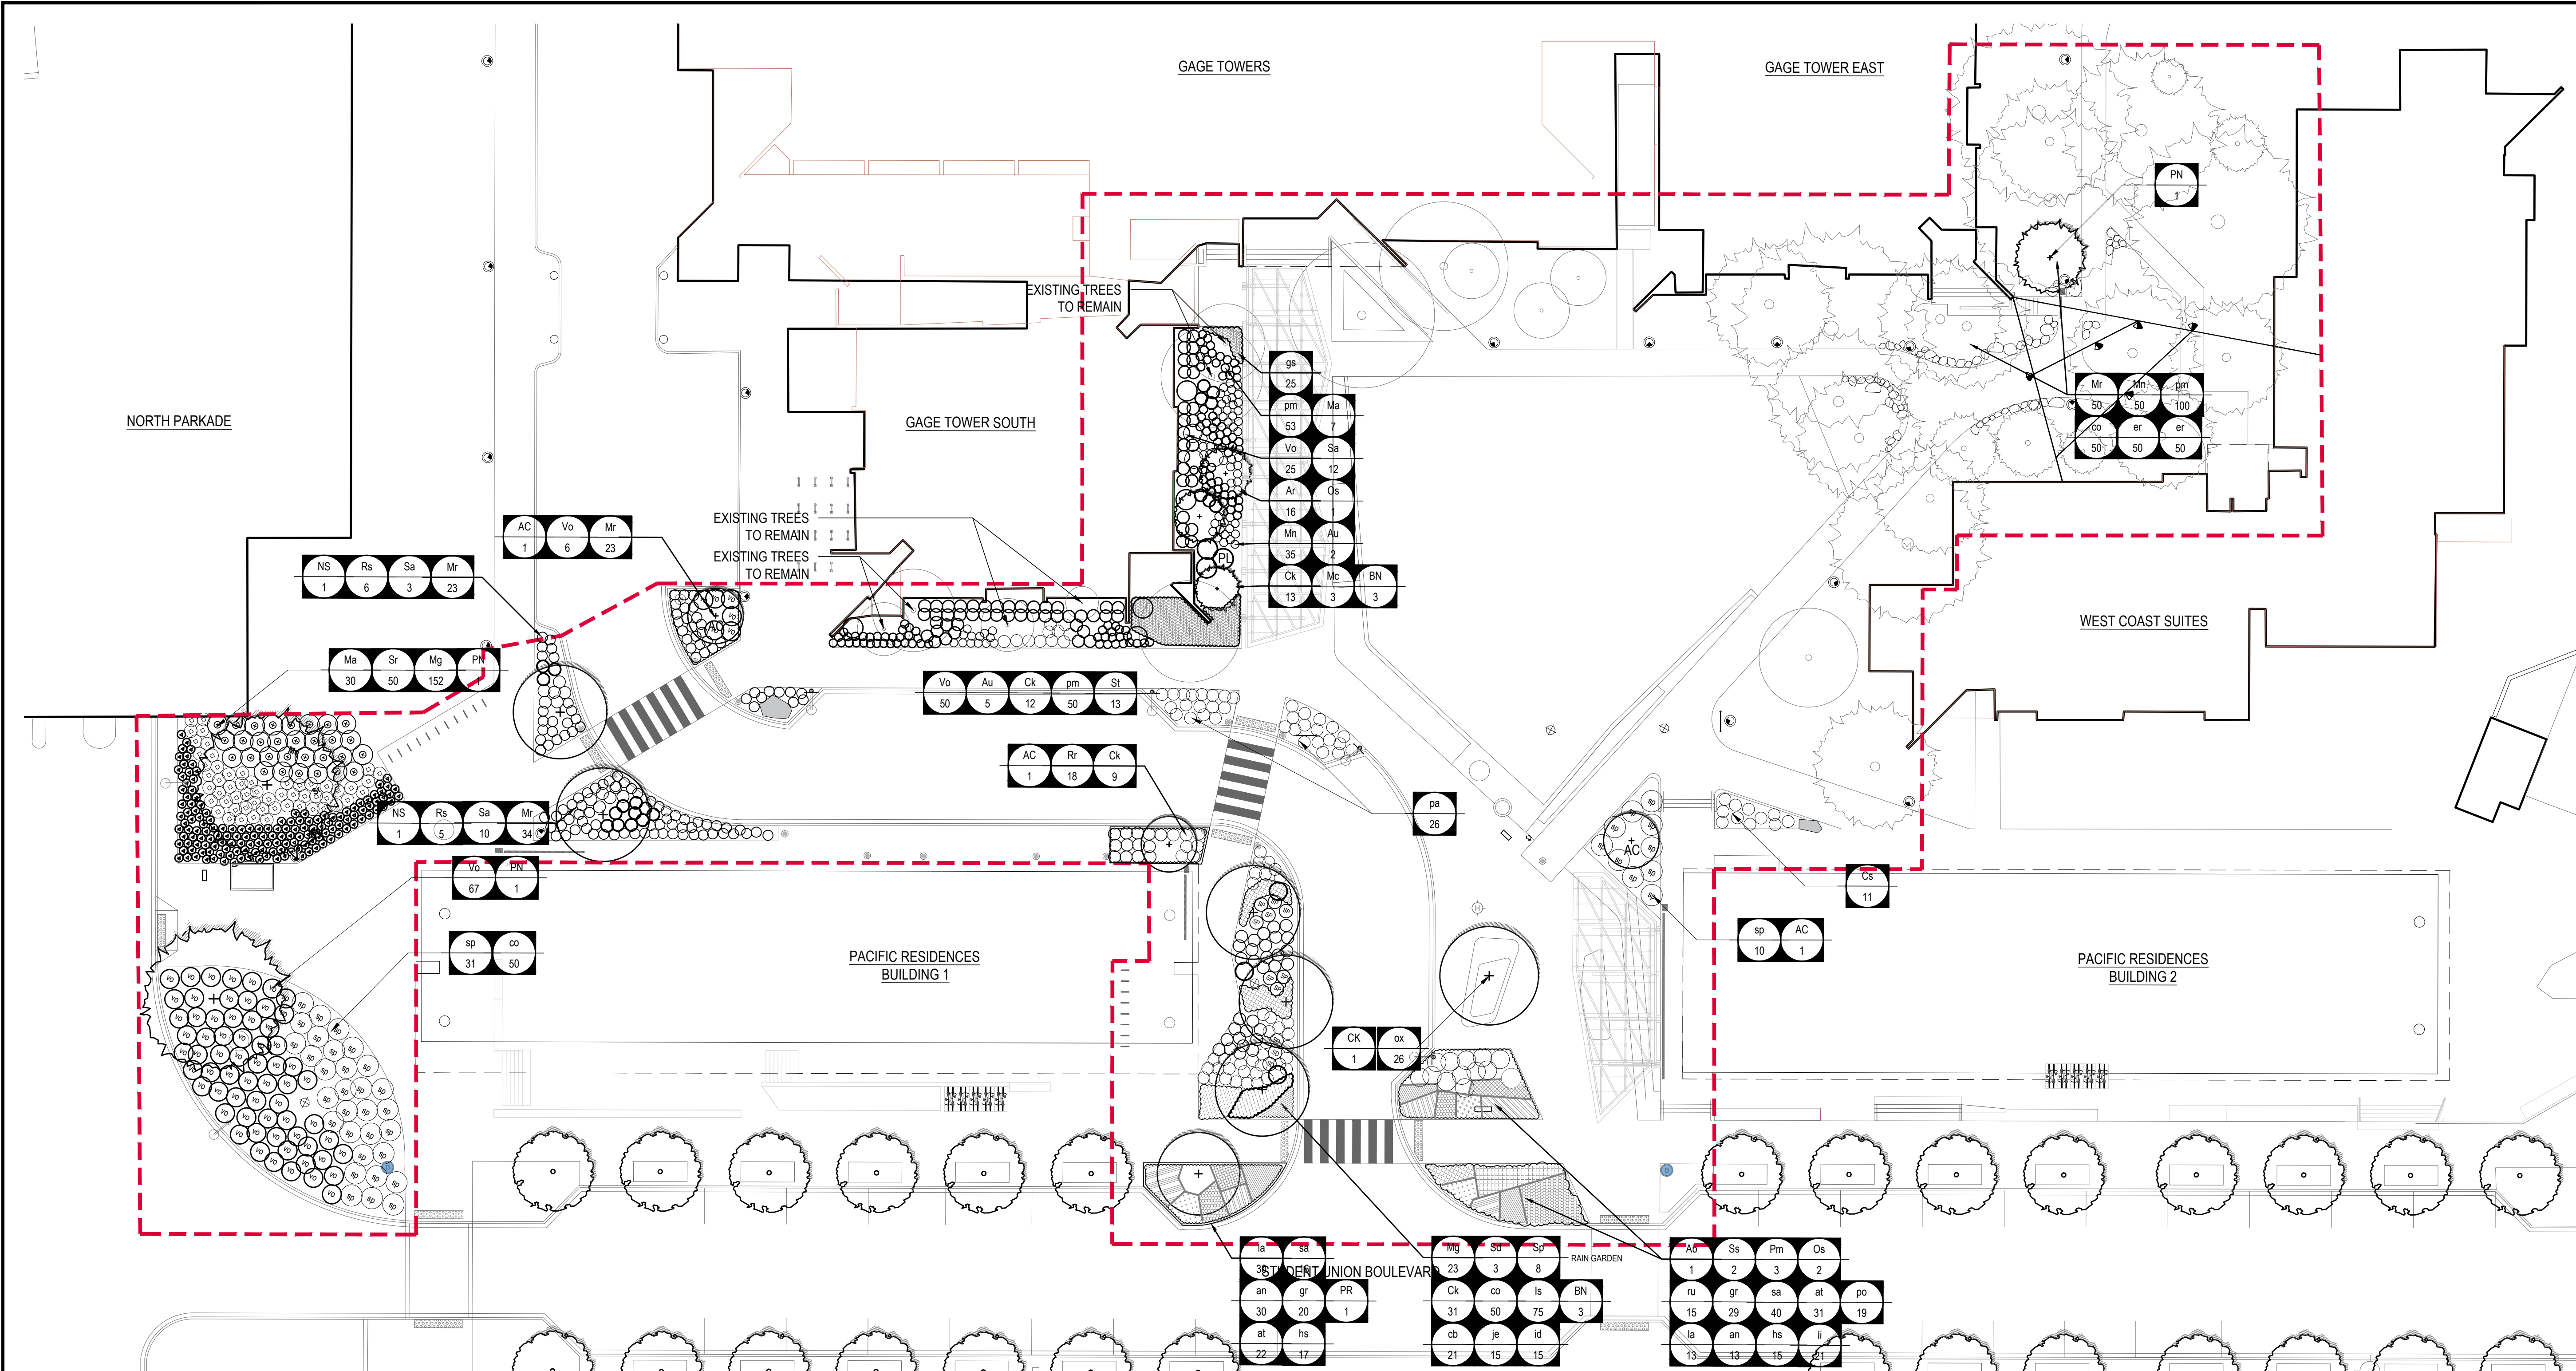 GAGE TOWERS
GAGE TOWER EAST
PN
1
EXISTING TREES
TO REMAIN
NORTH PARKADE
GAGE TOWER SOUTH
gs
25
pm Ma
53 7
Vo Sa
25 12
Ar Os
16 1
Mn Au
35 2
Ck Mc BN
13 3 3
PL
Mr Mn pm
50 50 100
co er er
50 50 50
EXISTING TREES
TO REMAIN
EXISTING TREES
TO REMAIN
AC Vo Mr
1 6 23
NS Rs Sa Mr
1 6 3 23
AC
WEST COAST SUITES
Ma Sr Mg PN
30 50 152 1
Vo Au Ck pm St
50 5 12 50 13
AC Rr Ck
1 18 9
pa
26
NS Rs Sa Mr
1 5 10 34
AC
Cs
11
Vo PN
67 1
sp co
31 50
sp AC
10 1
PACIFIC RESIDENCES
BUILDING 1
PACIFIC RESIDENCES
BUILDING 2
H
CK ox
1 26
STUDENT UNION BOULEVARD
la sa
an gr PR
30 20 1
at hs
22 17
Mg Sd Sp
23 3 8
RAIN GARDEN
Ck co ls BN
31 50 75 3
cb je id
21 15 15
Ab Ss Pm Os
1 2 3 2
ru gr sa at po
15 29 40 31 19
la an hs li
13 13 15 21